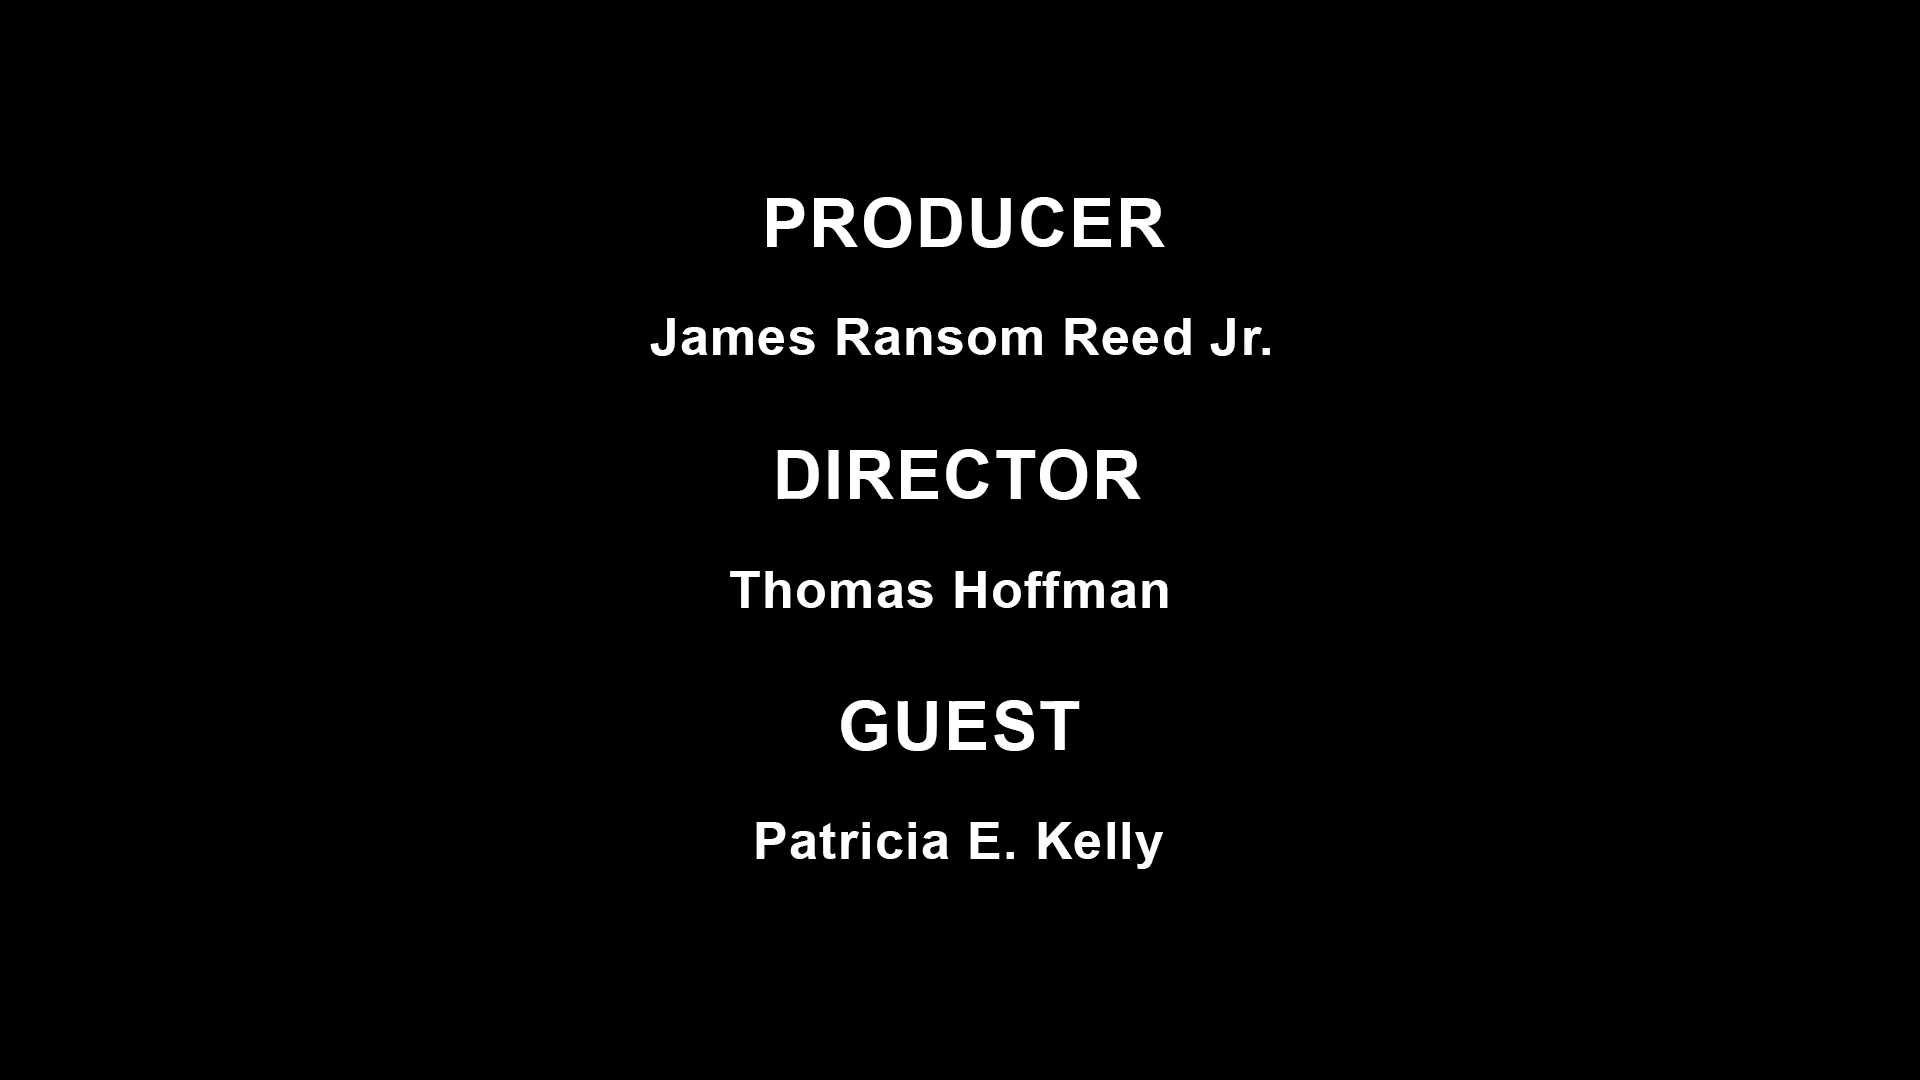 PRODUCER
James Ransom Reed Jr.
DIRECTOR
Thomas Hoffman
GUEST
Patricia E. Kelly